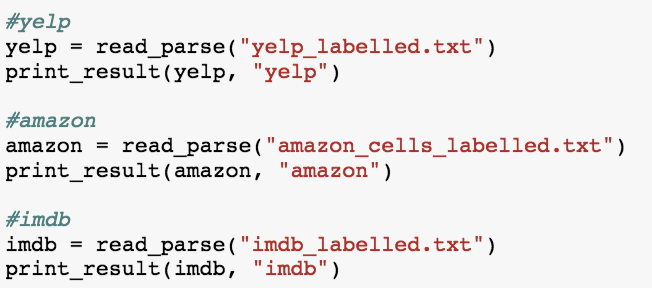 #yelp
yelp = read_parse("yelp_labelled.txt")
print_result(yelp, "yelp")
#amazon
amazon = read_parse("amazon_cells_labelled.txt")
print_result(amazon, "amazon")
#imdb
imdb = read_parse("imdb_labelled.txt")
print_result(imdb, "imdb")